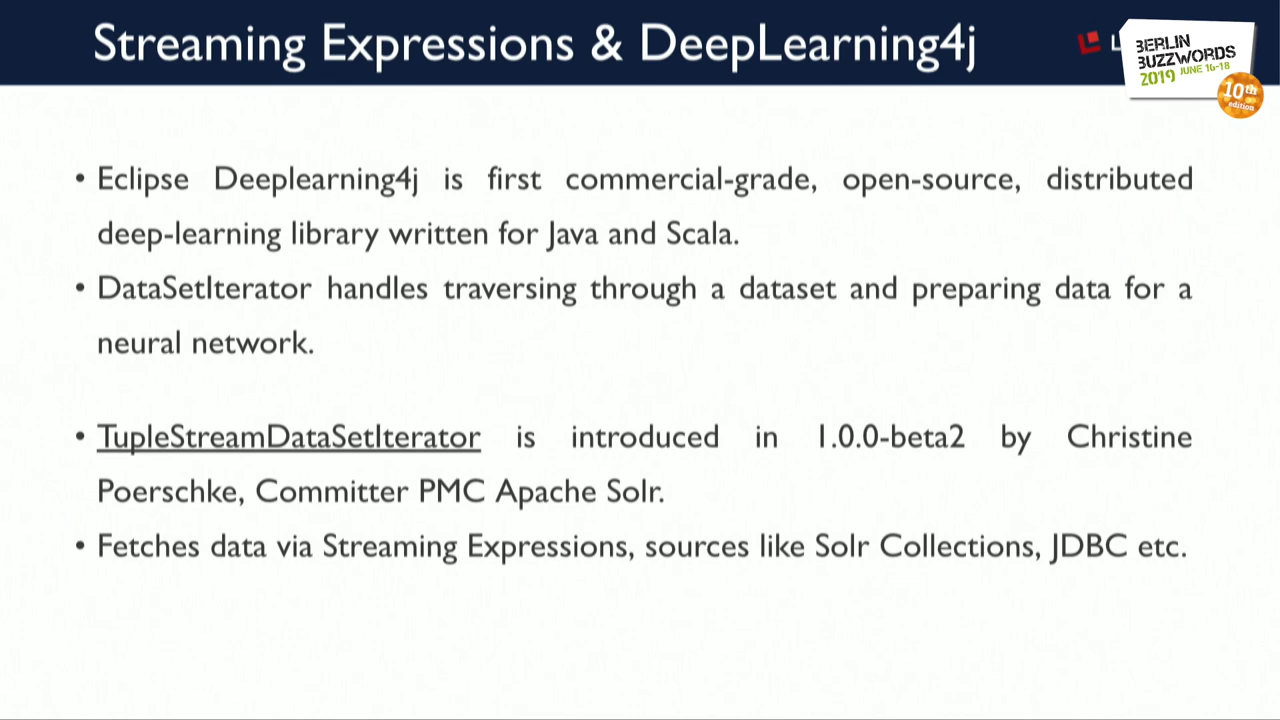 Streaming Expressions & DeepLearning4j
BERLIN
BUZZWORDS
2019 JUNE 16-18
10th
edition
• Eclipse Deeplearning4j is first commercial-grade, open-source, distributed
deep-learning library written for Java and Scala.
• DataSetIterator handles traversing through a dataset and preparing data for a
neural network.
• TupleStreamDataSetIterator is introduced in 1.0.0-beta2 by Christine
Poerschke, Committer PMC Apache Solr.
• Fetches data via Streaming Expressions, sources like Solr Collections, JDBC etc.